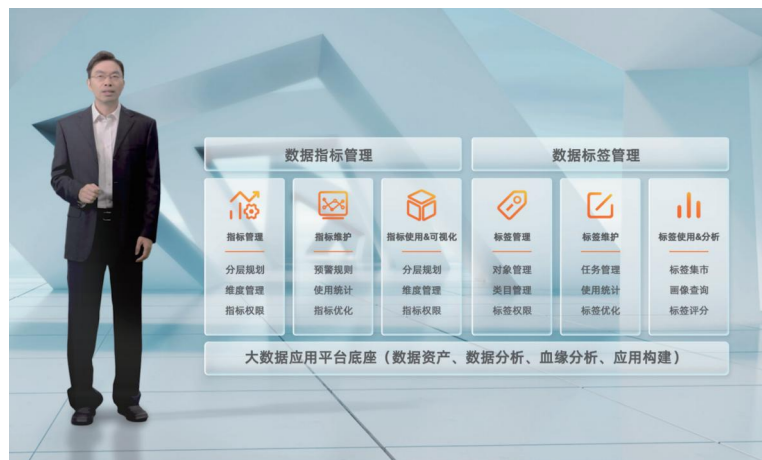 数据指标管理
数据标签管理
指标管理
分层规划
维度管理
指标权限
指标维护
预警规则
使用统计
指标优化
指标使用&可视化
分层规划
维度管理
指标权限
标签管理
对象管理
类目管理
标签权限
标签维护
任务管理
使用统计
标签优化
标签使用&分析
标签集市
画像查询
标签评分
大数据应用平台底座（数据资产、数据分析、血缘分析、应用构建）